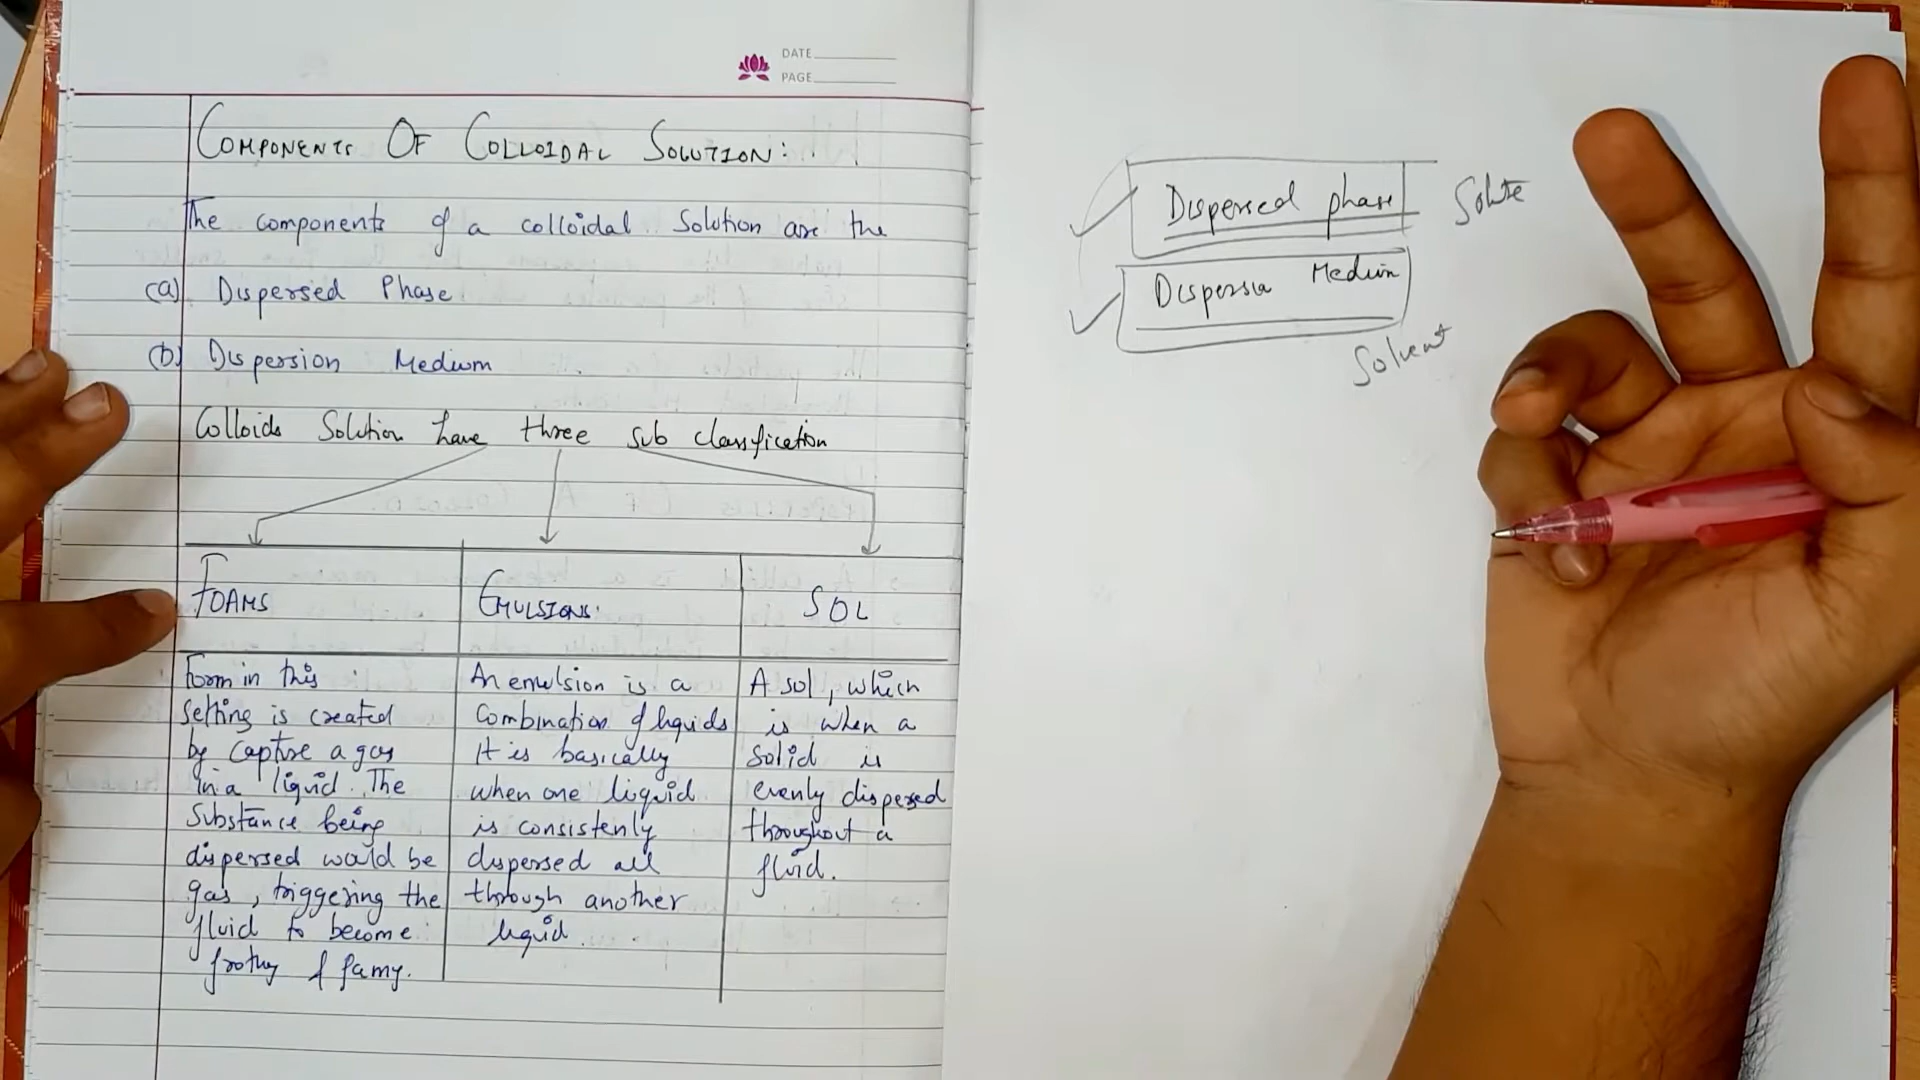 DATE
PAGE
COMPONENTS OF COLLOIDAL SOLUTION:
The components of a colloidal Solution are the
(a) Dispersed Phase
(b) Dispersion Medium
Colloids Solution have three sub classfication
FOAMS
Form in this
setting is created
by Captive a gas
in a liquid. The
Substance being
dispersed would be
gas, triggering the
fluid to become
frothy & famy.
EMULSIONS:
An emulsion is a
Combination of liquids
It is basically
when one liquid
is consistenly
dispersed all
through another
liquid.
SOL
A sol, which
is when a
Solid is
evenly dispersed
throughout a
fluid.
Dispersed phase
Solute
Dispersion Medium
Solvent